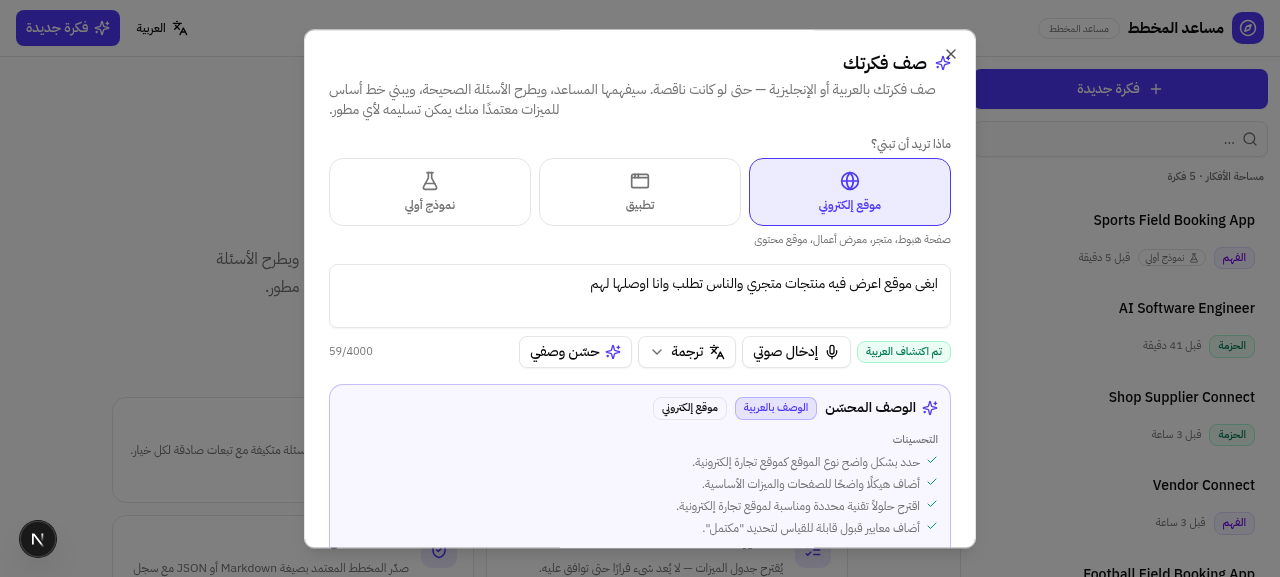 مساعد المخطط
مساعد المخطط
العربية
فكرة جديدة
فكرة جديدة
...
مساحة الأفكار · 5 فكرة
Sports Field Booking App
الفهم
نموذج أولي
قبل 5 دقيقة
AI Software Engineer
الحزمة
قبل 41 دقيقة
Shop Supplier Connect
الحزمة
قبل 3 ساعة
Vendor Connect
الفهم
قبل 3 ساعة
Football Field Booking App
صف فكرتك
صف فكرتك بالعربية أو الإنجليزية — حتى لو كانت ناقصة. سيفهمها المساعد، ويطرح الأسئلة الصحيحة، ويبني خط أساس
للميزات معتمدًا منك يمكن تسليمه لأي مطور.
ماذا تريد أن تبني؟
موقع إلكتروني
تطبيق
نموذج أولي
صفحة هبوط، متجر، معرض أعمال، موقع محتوى
ابغى موقع اعرض فيه منتجات متجري والناس تطلب وانا اوصلها لهم
تم اكتشاف العربية
إدخال صوتي
ترجمة
حسّن وصفي
59/4000
الوصف المحسّن
الوصف بالعربية
موقع إلكتروني
التحسينات
حدد بشكل واضح نوع الموقع كموقع تجارة إلكترونية.
أضاف هيكلًا واضحًا للصفحات والميزات الأساسية.
اقترح حلولاً تقنية محددة ومناسبة لموقع تجارة إلكترونية.
أضاف معايير قبول قابلة للقياس لتحديد "مكتمل".
ويطرح الأسئلة
مطور.
سئلة متكيفة مع تبعات صادقة لكل خيار.
يُقترح جدول الميزات — لا يُعد شيء قرارًا حتى توافق عليه.
صدّر المخطط المعتمد بصيغة Markdown أو JSON مع سجل
N